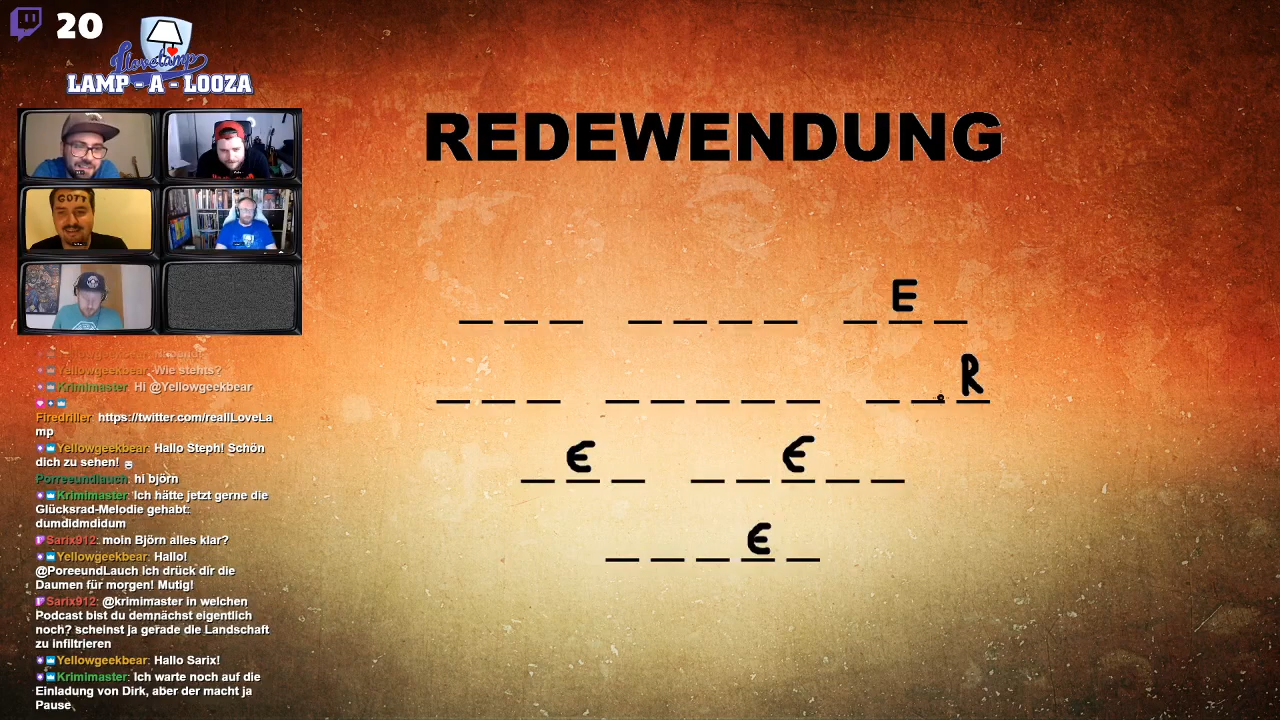 20
Ilovelamp
LAMP - A - LOOZA
GOTT
REDEWENDUNG
E
R
E E
E
Yellowgeekbear: -Wie stehts?
Krimimaster: Hi @Yellowgeekbear
Firedriller: https://twitter.com/reallLoveLa
mp
Yellowgeekbear: Hallo Steph! Schön
dich zu sehen!
Porreeundlauch: hi björn
Krimimaster: Ich hätte jetzt gerne die
Glücksrad-Melodie gehabt:
dumdidmdidum
Sarix912: moin Björn alles klar?
Yellowgeekbear: Hallo!
@PoreeundLauch Ich drück dir die
Daumen für morgen! Mutig!
Sarix912: @krimimaster in welchen
Podcast bist du demnächst eigentlich
noch? scheinst ja gerade die Landschaft
zu infiltrieren
Yellowgeekbear: Hallo Sarix!
Krimimaster: Ich warte noch auf die
Einladung von Dirk, aber der macht ja
Pause